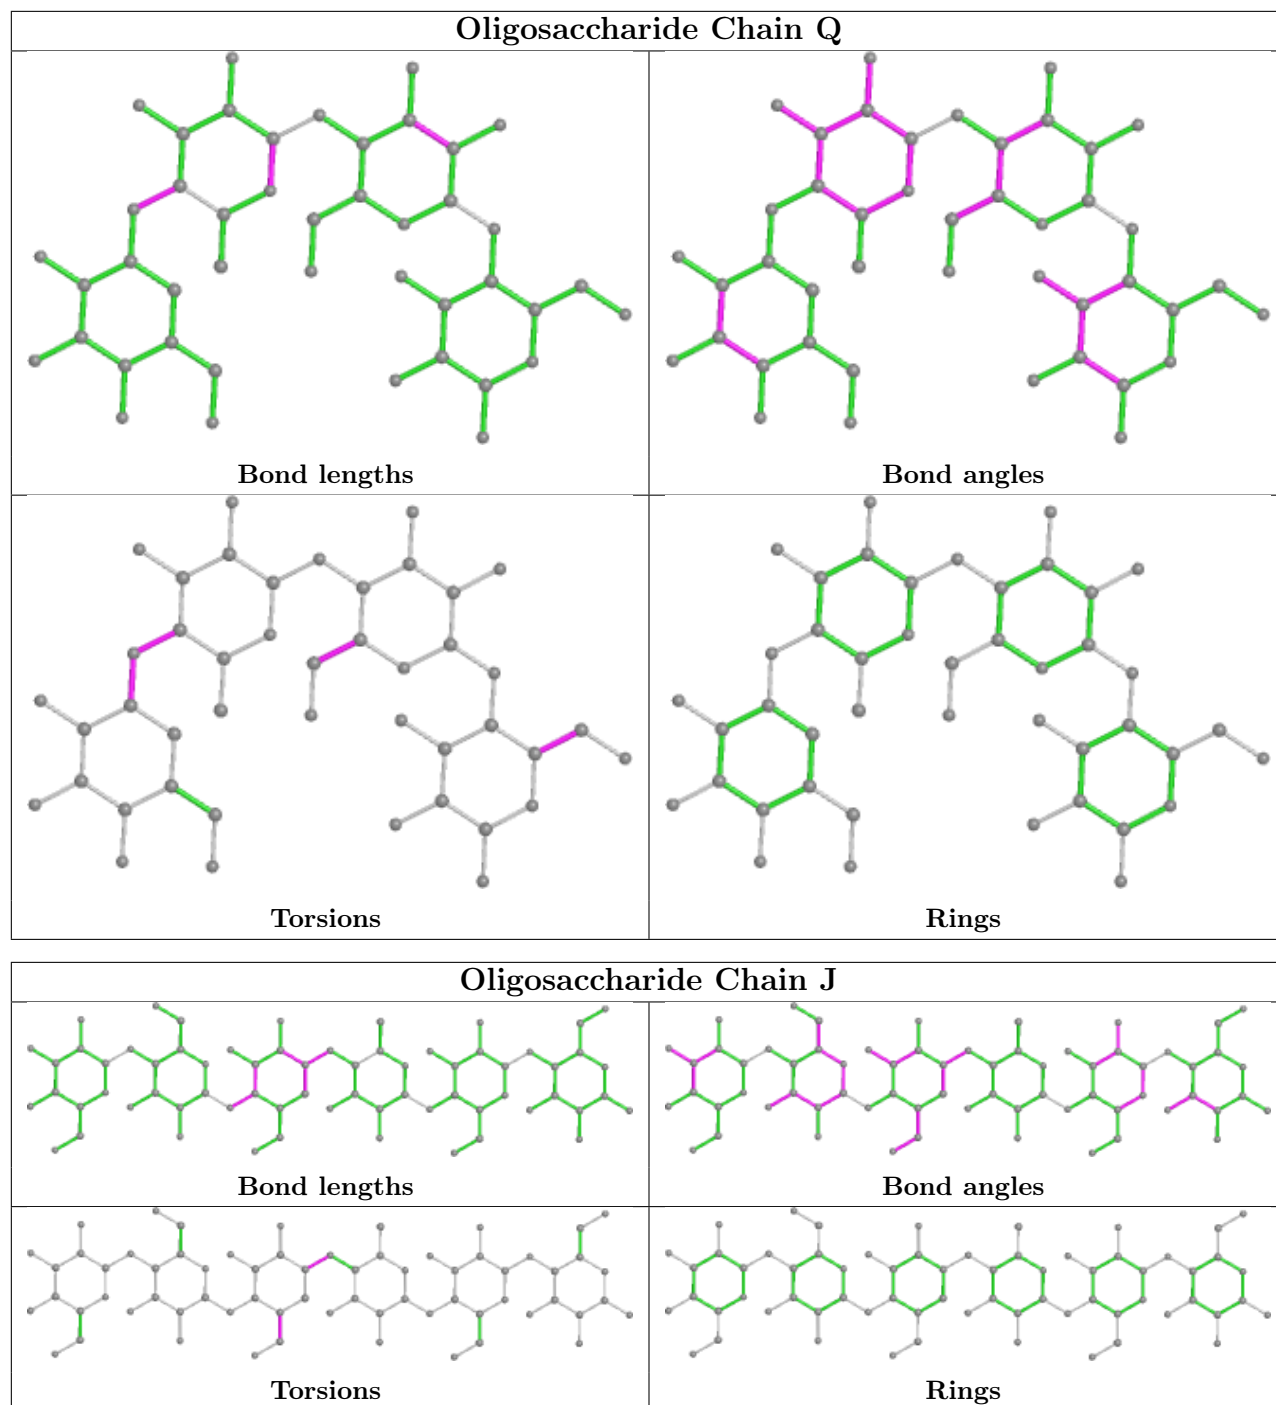 Oligosaccharide Chain Q
Bond lengths
Bond angles
Torsions
Rings
Oligosaccharide Chain J
Bond lengths
Bond angles
Torsions
Rings